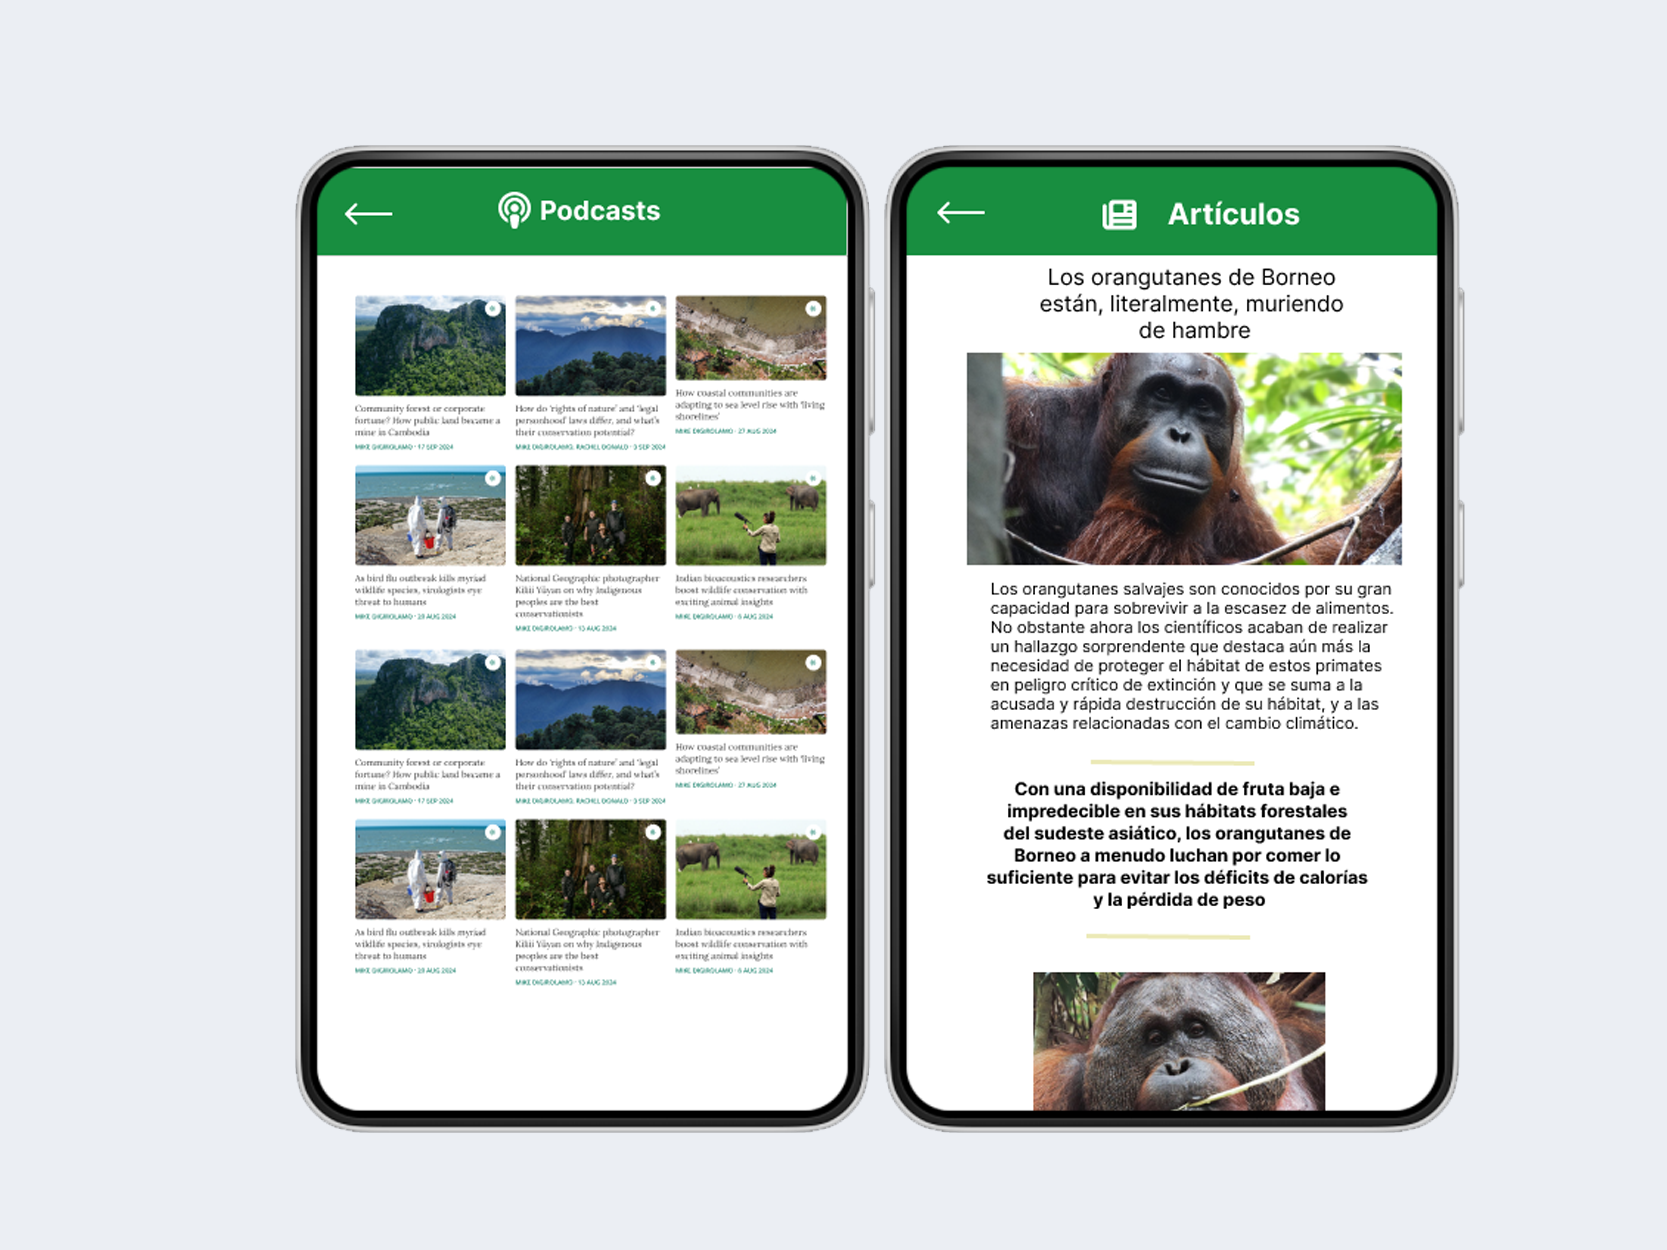 Podcasts
Community forest or corporate
fortune? How public land became a
mine in Cambodia
MIKE DIGIROLAMO · 17 SEP 2024
How do 'rights of nature' and 'legal
personhood' laws differ, and what's
their conservation potential?
MIKE DIGIROLAMO, RACHEL DONALD · 3 SEP 2024
How coastal communities are
adapting to sea level rise with 'living
shorelines'
MIKE DIGIROLAMO · 27 AUG 2024
As bird flu outbreak kills myriad
wildlife species, virologists eye
threat to humans
MIKE DIGIROLAMO · 20 AUG 2024
National Geographic photographer
Kiliii Yüyan on why Indigenous
peoples are the best
conservationists
MIKE DIGIROLAMO · 13 AUG 2024
Indian bioacoustics researchers
boost wildlife conservation with
exciting animal insights
MIKE DIGIROLAMO · 6 AUG 2024
Community forest or corporate
fortune? How public land became a
mine in Cambodia
MIKE DIGIROLAMO · 17 SEP 2024
How do 'rights of nature' and 'legal
personhood' laws differ, and what's
their conservation potential?
MIKE DIGIROLAMO, RACHEL DONALD · 3 SEP 2024
How coastal communities are
adapting to sea level rise with 'living
shorelines'
MIKE DIGIROLAMO · 27 AUG 2024
As bird flu outbreak kills myriad
wildlife species, virologists eye
threat to humans
MIKE DIGIROLAMO · 20 AUG 2024
National Geographic photographer
Kiliii Yüyan on why Indigenous
peoples are the best
conservationists
MIKE DIGIROLAMO · 13 AUG 2024
Indian bioacoustics researchers
boost wildlife conservation with
exciting animal insights
MIKE DIGIROLAMO · 6 AUG 2024
Artículos
Los orangutanes de Borneo
están, literalmente, muriendo
de hambre
Los orangutanes salvajes son conocidos por su gran
capacidad para sobrevivir a la escasez de alimentos.
No obstante ahora los científicos acaban de realizar
un hallazgo sorprendente que destaca aún más la
necesidad de proteger el hábitat de estos primates
en peligro crítico de extinción y que se suma a la
acusada y rápida destrucción de su hábitat, y a las
amenazas relacionadas con el cambio climático.
Con una disponibilidad de fruta baja e
impredecible en sus hábitats forestales
del sudeste asiático, los orangutanes de
Borneo a menudo luchan por comer lo
suficiente para evitar los déficits de calorías
y la pérdida de peso